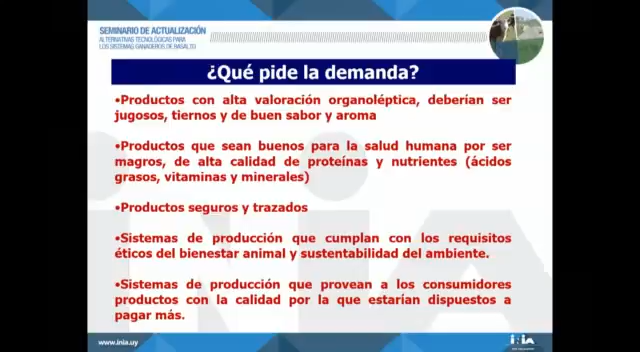 SEMINARIO DE ACTUALIZACIÓN
ALTERNATIVAS TECNOLÓGICAS PARA
LOS SISTEMAS GANADEROS DE BASALTO
¿Qué pide la demanda?
•Productos con alta valoración organoléptica, deberían ser
jugosos, tiernos y de buen sabor y aroma
•Productos que sean buenos para la salud humana por ser
magros, de alta calidad de proteínas y nutrientes (ácidos
grasos, vitaminas y minerales)
•Productos seguros y trazados
•Sistemas de producción que cumplan con los requisitos
éticos del bienestar animal y sustentabilidad del ambiente.
•Sistemas de producción que provean a los consumidores
productos con la calidad por la que estarían dispuestos a
pagar más.
inia
www.inia.uy
inia